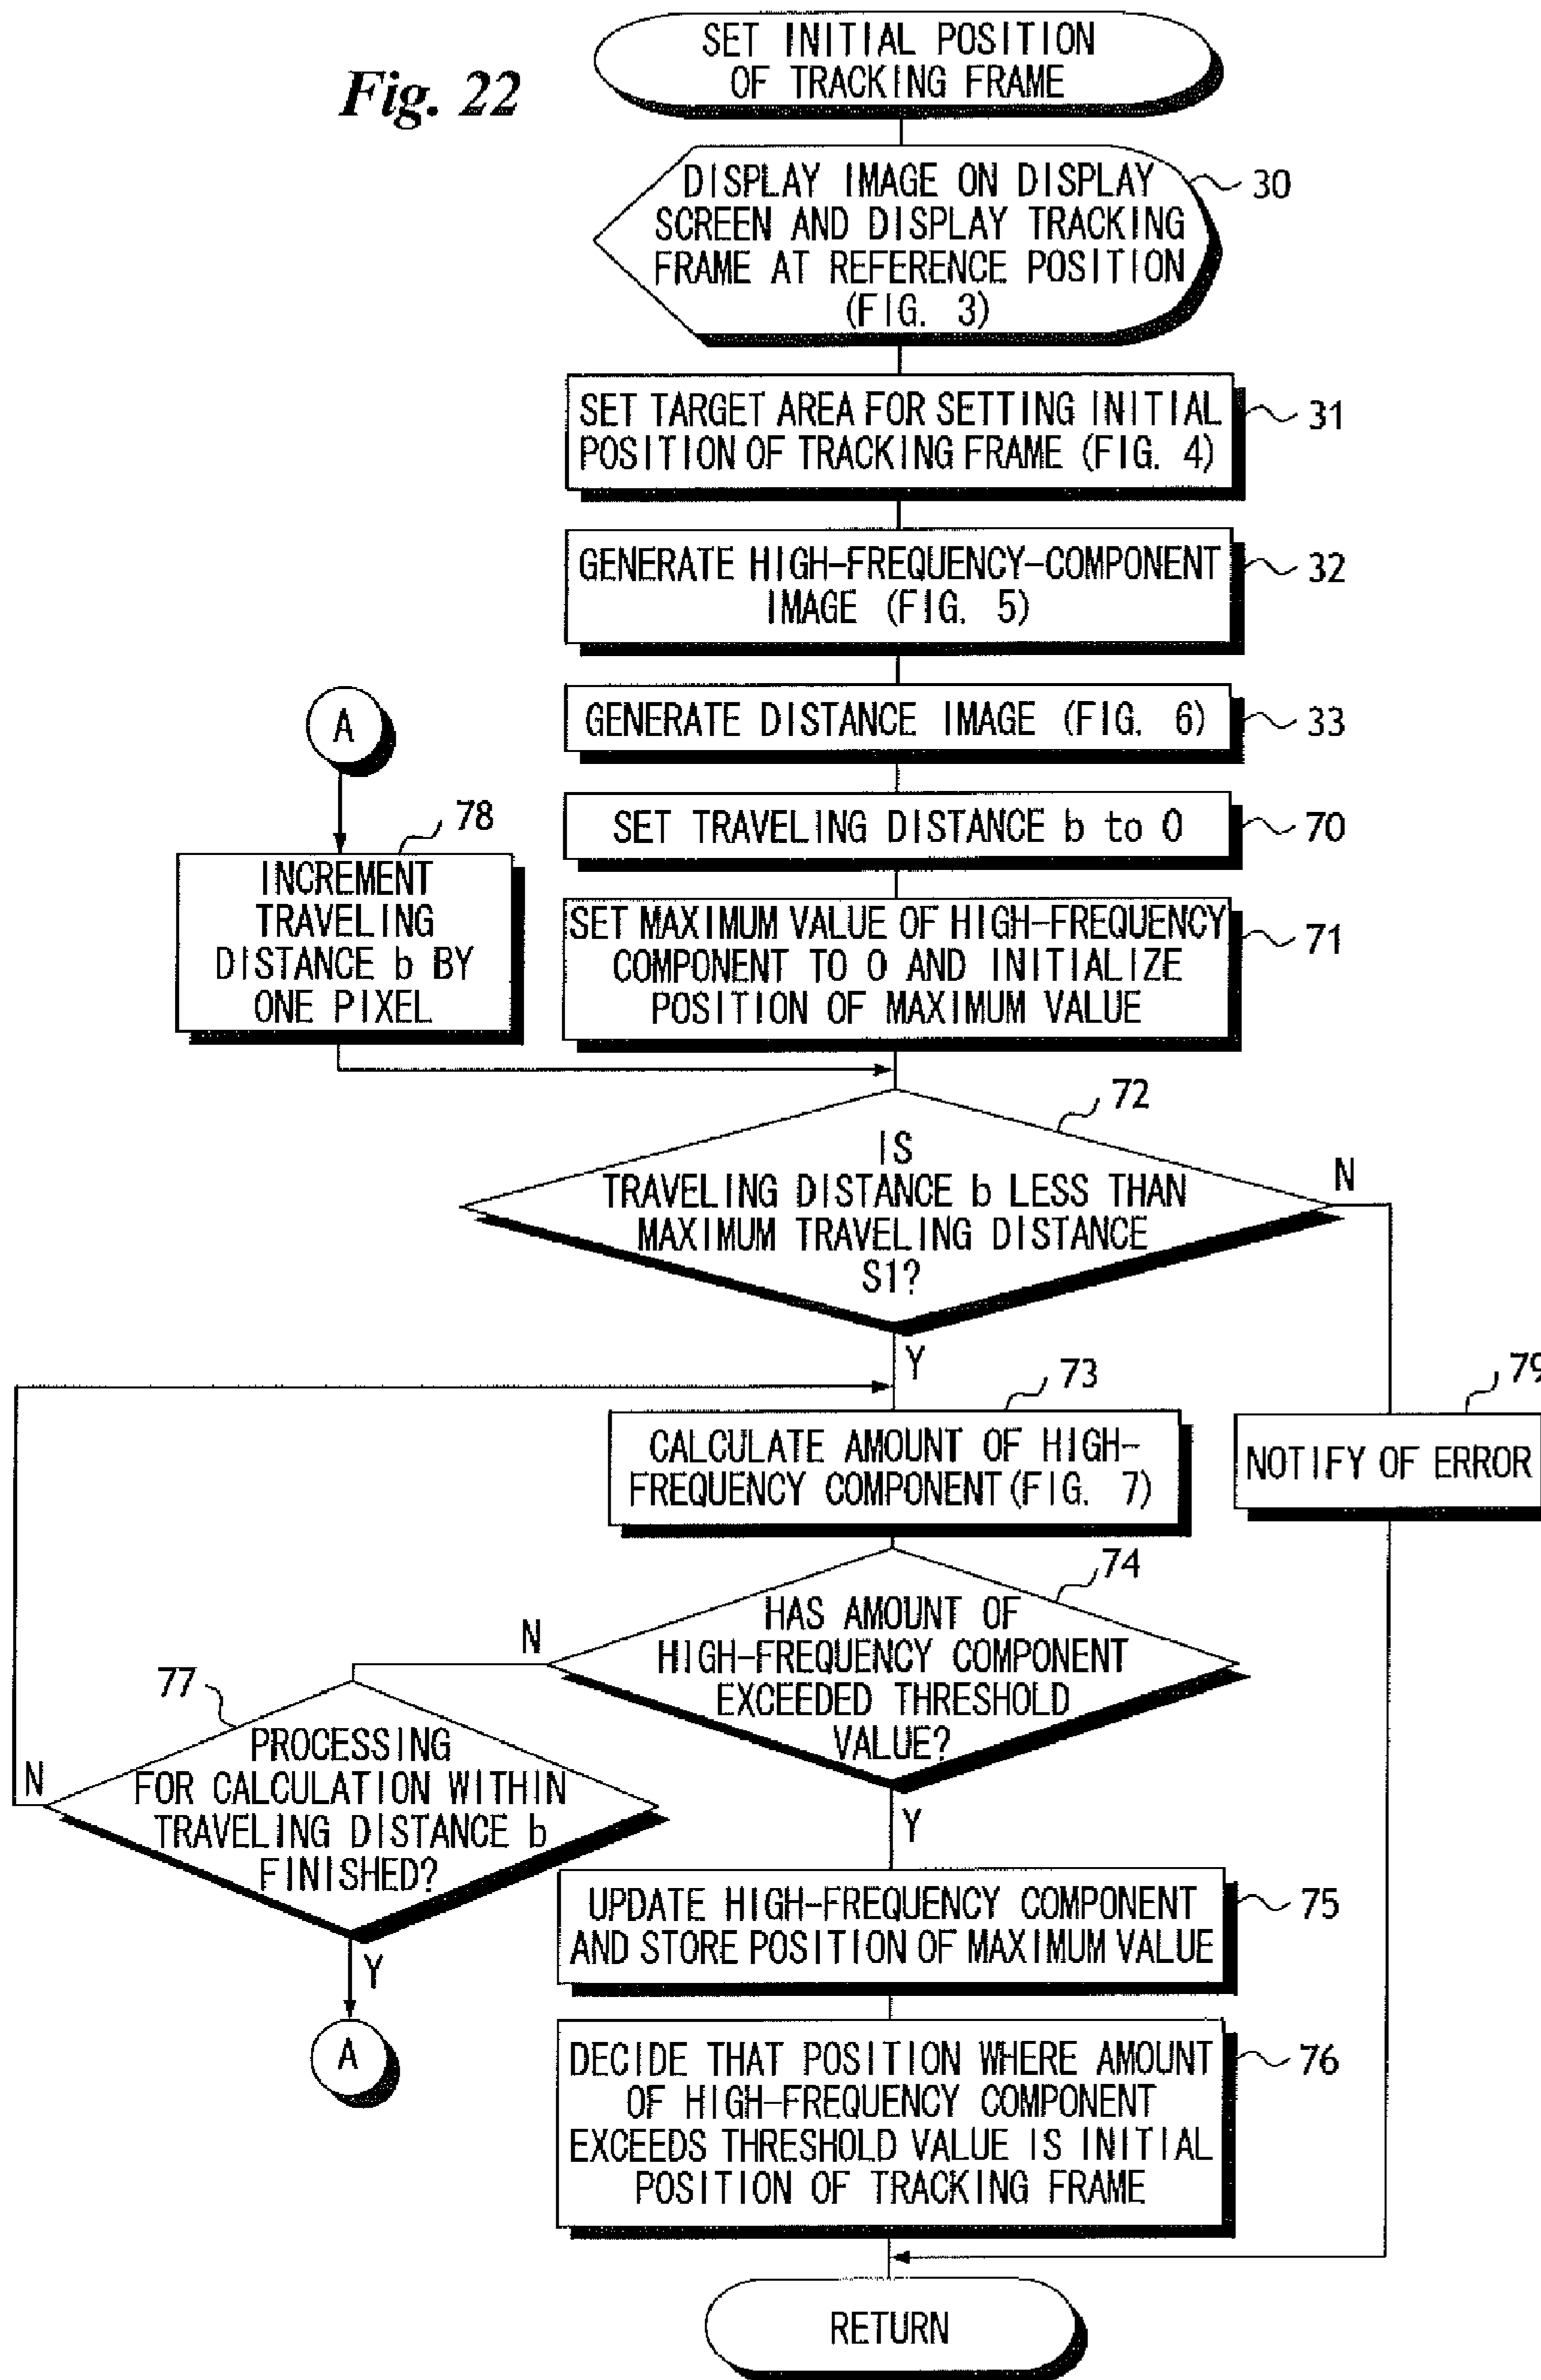 Fig. 22
SET INITIAL POSITION
OF TRACKING FRAME
DISPLAY IMAGE ON DISPLAY
SCREEN AND DISPLAY TRACKING
FRAME AT REFERENCE POSITION
(FIG. 3)
30
SET TARGET AREA FOR SETTING INITIAL
POSITION OF TRACKING FRAME (FIG. 4)
31
GENERATE HIGH-FREQUENCY-COMPONENT
IMAGE (FIG. 5)
32
GENERATE DISTANCE IMAGE (FIG. 6)
33
A
SET TRAVELING DISTANCE b to 0
70
78
INCREMENT
TRAVELING
DISTANCE b BY
ONE PIXEL
SET MAXIMUM VALUE OF HIGH-FREQUENCY
COMPONENT TO 0 AND INITIALIZE
POSITION OF MAXIMUM VALUE
71
72
IS
TRAVELING DISTANCE b LESS THAN
MAXIMUM TRAVELING DISTANCE
S1?
N
Y
73
CALCULATE AMOUNT OF HIGH-
FREQUENCY COMPONENT (FIG. 7)
79
NOTIFY OF ERROR
74
HAS AMOUNT OF
HIGH-FREQUENCY COMPONENT
EXCEEDED THRESHOLD
VALUE?
N
Y
77
PROCESSING
FOR CALCULATION WITHIN
TRAVELING DISTANCE b
FINISHED?
N
Y
A
UPDATE HIGH-FREQUENCY COMPONENT
AND STORE POSITION OF MAXIMUM VALUE
75
DECIDE THAT POSITION WHERE AMOUNT
OF HIGH-FREQUENCY COMPONENT
EXCEEDS THRESHOLD VALUE IS INITIAL
POSITION OF TRACKING FRAME
76
RETURN